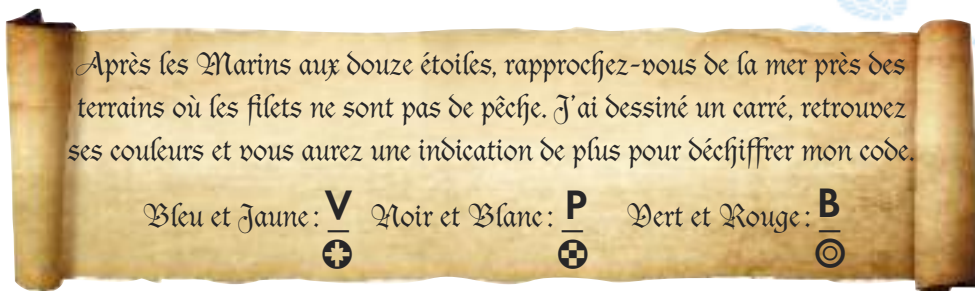 Après les Marins aux douze étoiles, rapprochez-vous de la mer près des
terrains où les filets ne sont pas de pêche. J'ai dessiné un carré, retrouvez
ses couleurs et vous aurez une indication de plus pour déchiffrer mon code.
Bleu et Jaune : V Noir et Blanc : P Vert et Rouge : B